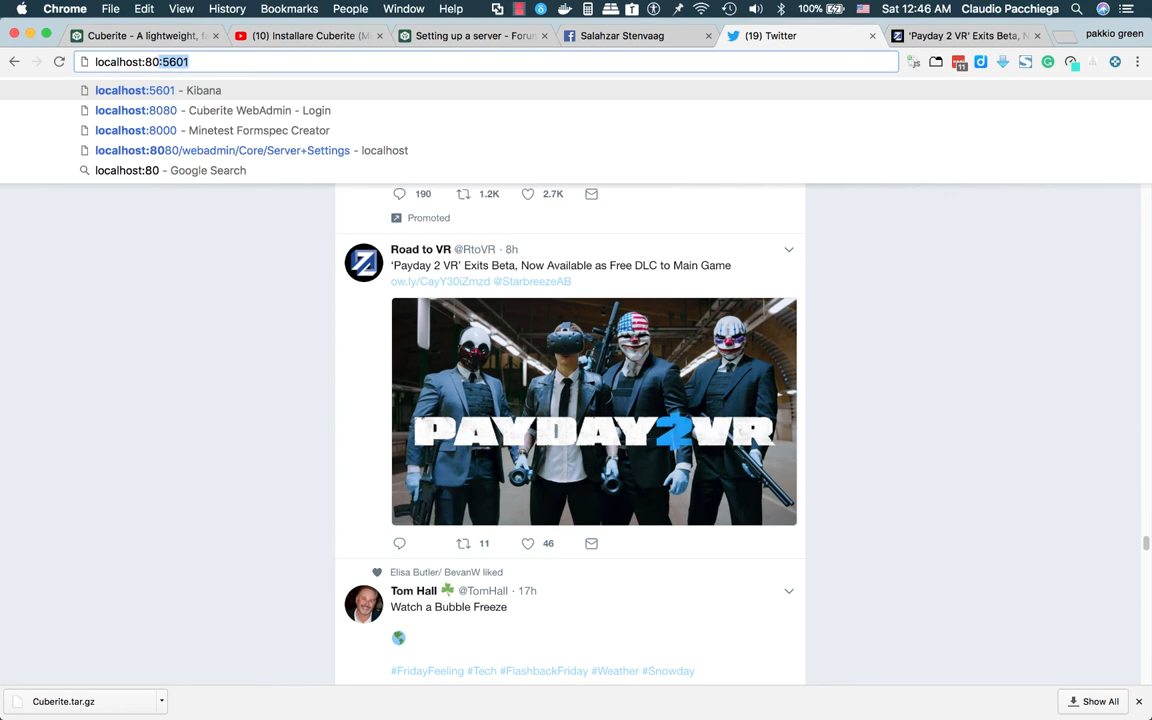 Chrome File Edit View History Bookmarks People Window Help 100% Sat 12:46 AM Claudio Pacchiega
Cuberite - A lightweight, f
(10) Installare Cuberite (M
Setting up a server - Forum
Salahzar Stenvaag
(19) Twitter
'Payday 2 VR' Exits Beta, N
pakkio green
localhost:80:5601
11
localhost:5601 - Kibana
localhost:8080 - Cuberite WebAdmin - Login
localhost:8000 - Minetest Formspec Creator
localhost:8080/webadmin/Core/Server+Settings - localhost
localhost:80 - Google Search
190 1.2K 2.7K
Promoted
Road to VR @RtoVR · 8h
'Payday 2 VR' Exits Beta, Now Available as Free DLC to Main Game
ow.ly/CayY30iZmzd @StarbreezeAB
PAYDAY2VR
11 46
Elisa Butler/ BevanW liked
Tom Hall @TomHall · 17h
Watch a Bubble Freeze
#FridayFeeling #Tech #FlashbackFriday #Weather #Snowday
Cuberite.tar.gz
Show All